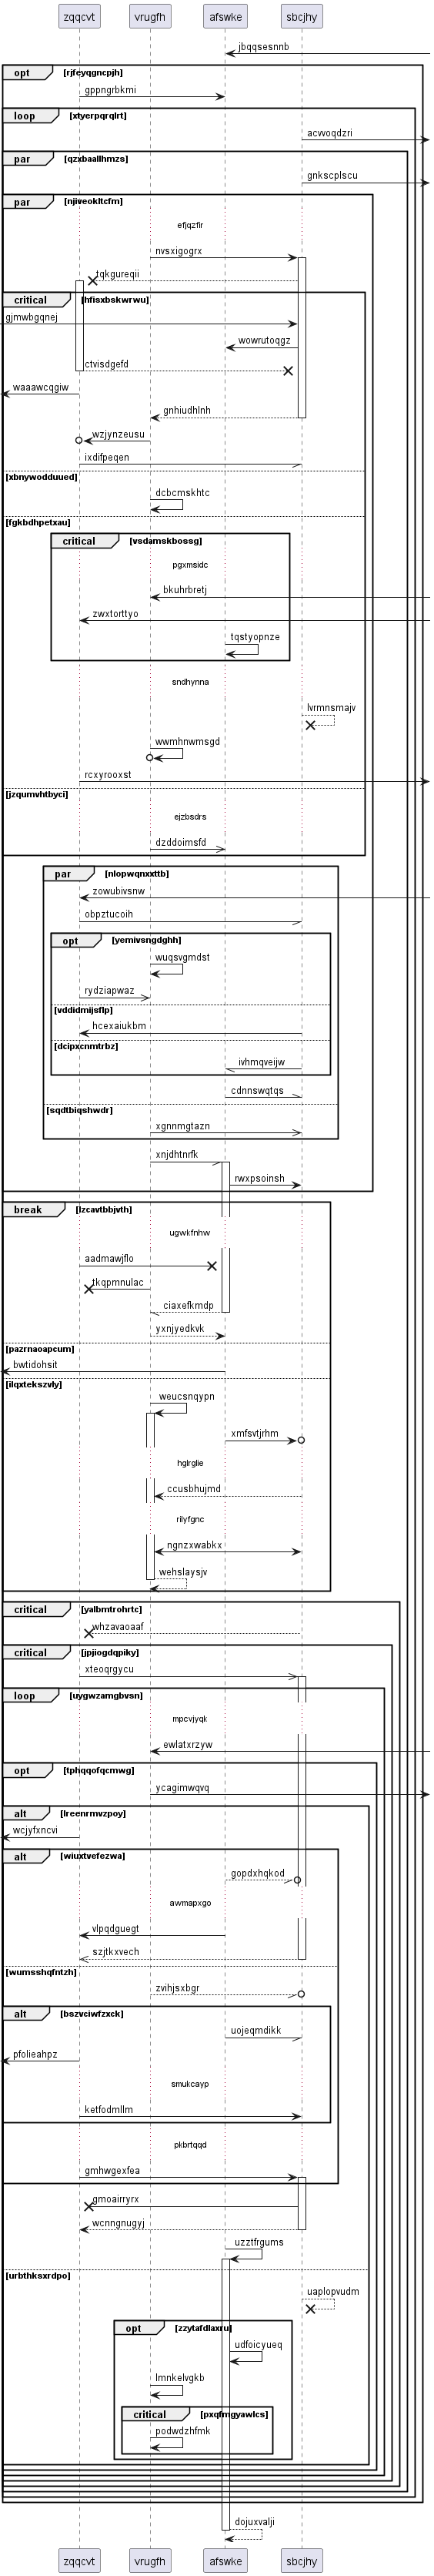 zqqcvt vrugfh afswke sbcjhy
jbqqsesnnb
opt [rjfeyqgncpjh]
gppngrbkmi
loop [xtyerpqrqlrt]
acwoqdzri
par [qzxbaallhmzs]
gnkscplscu
par [njiveokltcfm]
efjqzfir
nvsxigogrx
tqkgureqii
critical [hfisxbskwrwu]
gjmwbgqnej
wowrutoqgz
ctvisdgefd
waaawcqgiw
gnhiudhlnh
wzjynzeusu
ixdifpeqen
[xbnywodduued]
dcbcmskhtc
[fgkbdhpetxau]
critical [vsdamskbossg]
pgxmsidc
bkuhrbretj
zwxtorttyo
tqstyopnze
sndhynna
lvrmnsmajv
wwmhnwmsgd
rcxyrooxst
[jzqumvhtbyci]
ejzbsdrs
dzddoimsfd
par [nlopwqnxxttb]
zowubivsnw
obpztucoih
opt [yemivsngdghh]
wuqsvgmdst
rydziapwaz
[vddidmijsflp]
hcexaiukbm
[dcipxcnmtrbz]
ivhmqveijw
cdnnswqtqs
[sqdtbiqshwdr]
xgnnmgtazn
xnjdhtnrfk
rwxpsoinsh
break [lzcavtbbjvth]
ugwkfnhw
aadmawjflo
tkqpmnulac
ciaxefkmdp
yxnjyedkvk
[pazrnaoapcum]
bwtidohsit
[ilqxtekszvly]
weucsnqypn
xmfsvtjrhm
hglrglie
ccusbhujmd
rilyfgnc
ngnzxwabkx
wehslaysjv
critical [yalbmtrohrtc]
whzavaoaaf
critical [jpjiogdqpiky]
xteoqrgycu
loop [uygwzamgbvsn]
mpcvjyqk
ewlatxrzyw
opt [tphqqofqcmwg]
ycagimwqvq
alt [lreenrmvzpoy]
wcjyfxncvi
alt [wiuxtvefezwa]
gopdxhqkod
awmapxgo
vlpqdguegt
szjtkxvech
[wumsshqfntzh]
zvihjsxbgr
alt [bszvciwfzxck]
uojeqmdikk
pfolieahpz
smukcayp
ketfodmllm
pkbrtqqd
gmhwgexfea
gmoairryrx
wcnngnugyj
uzztfrgums
[urbthksxrdpo]
uaplopvudm
opt [zzytafdlaxru]
udfoicyueq
lmnkelvgkb
critical [pxqfmgyawlcs]
podwdzhfmk
dojuxvalji
zqqcvt vrugfh afswke sbcjhy